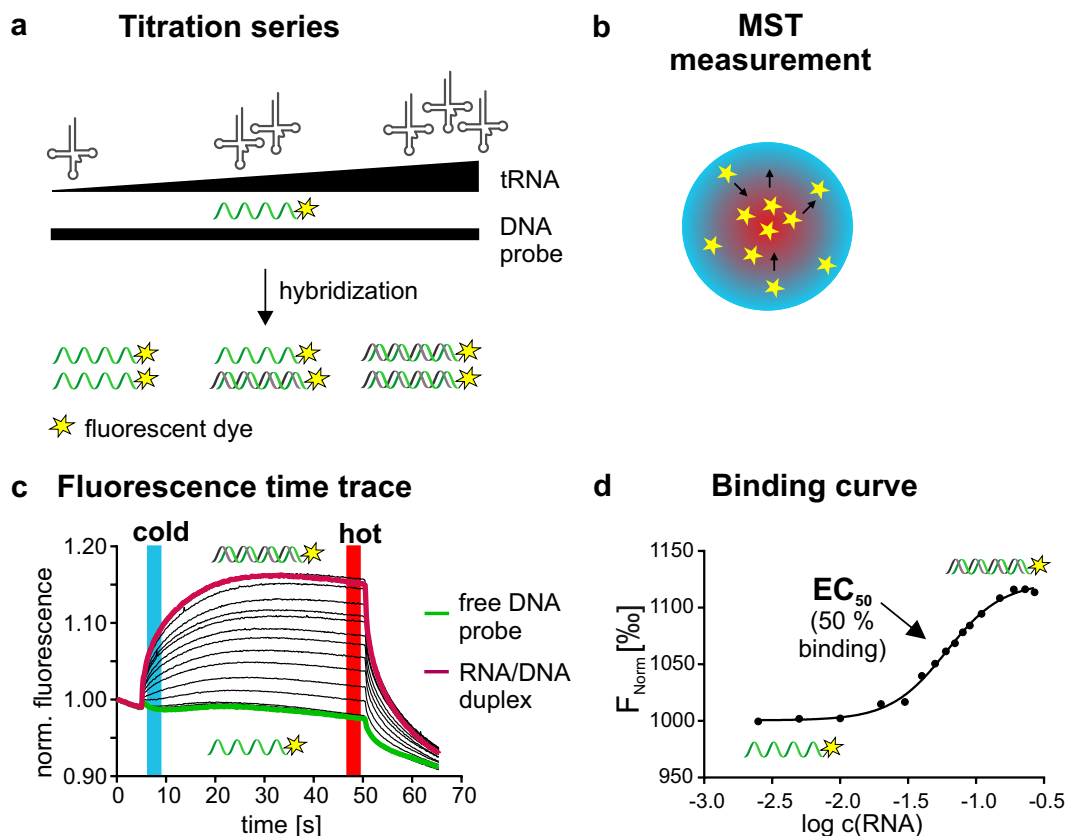 a Titration series
tRNA
DNA
probe
hybridization
fluorescent dye
b MST
measurement
c Fluorescence time trace
cold
hot
1.20
1.10
1.00
0.90
norm. fluorescence
0 10 20 30 40 50 60 70
time [s]
free DNA
probe
RNA/DNA
duplex
d Binding curve
1150
1100
1050
1000
950
F_Norm [‰]
EC50
(50 %
binding)
-3.0 -2.5 -2.0 -1.5 -1.0 -0.5
log c(RNA)